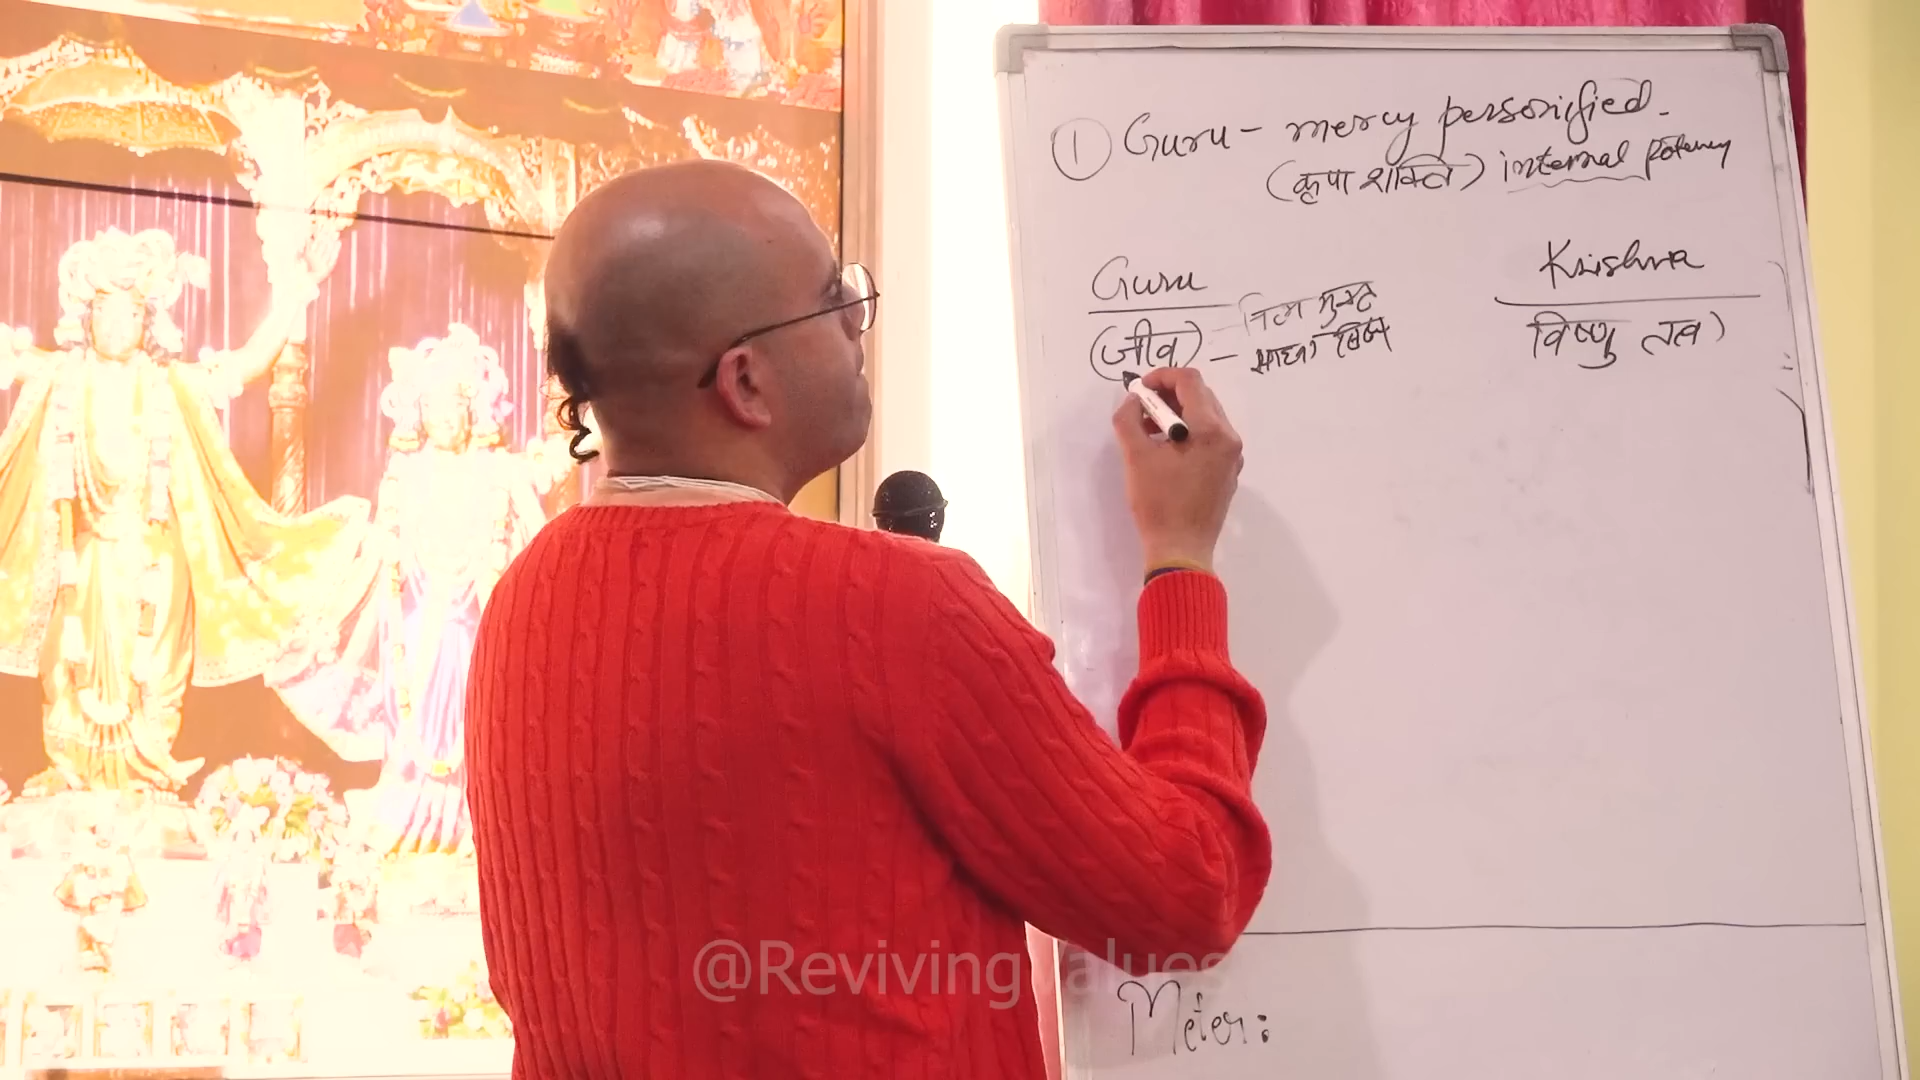 ① Guru - mercy personified.
(कृपा शक्ति) internal potency
Guru
Krishna
(जीव) - नित्य मुक्त
- साधन सिद्ध
विष्णु तत्व)
@RevivingValues
Meter: